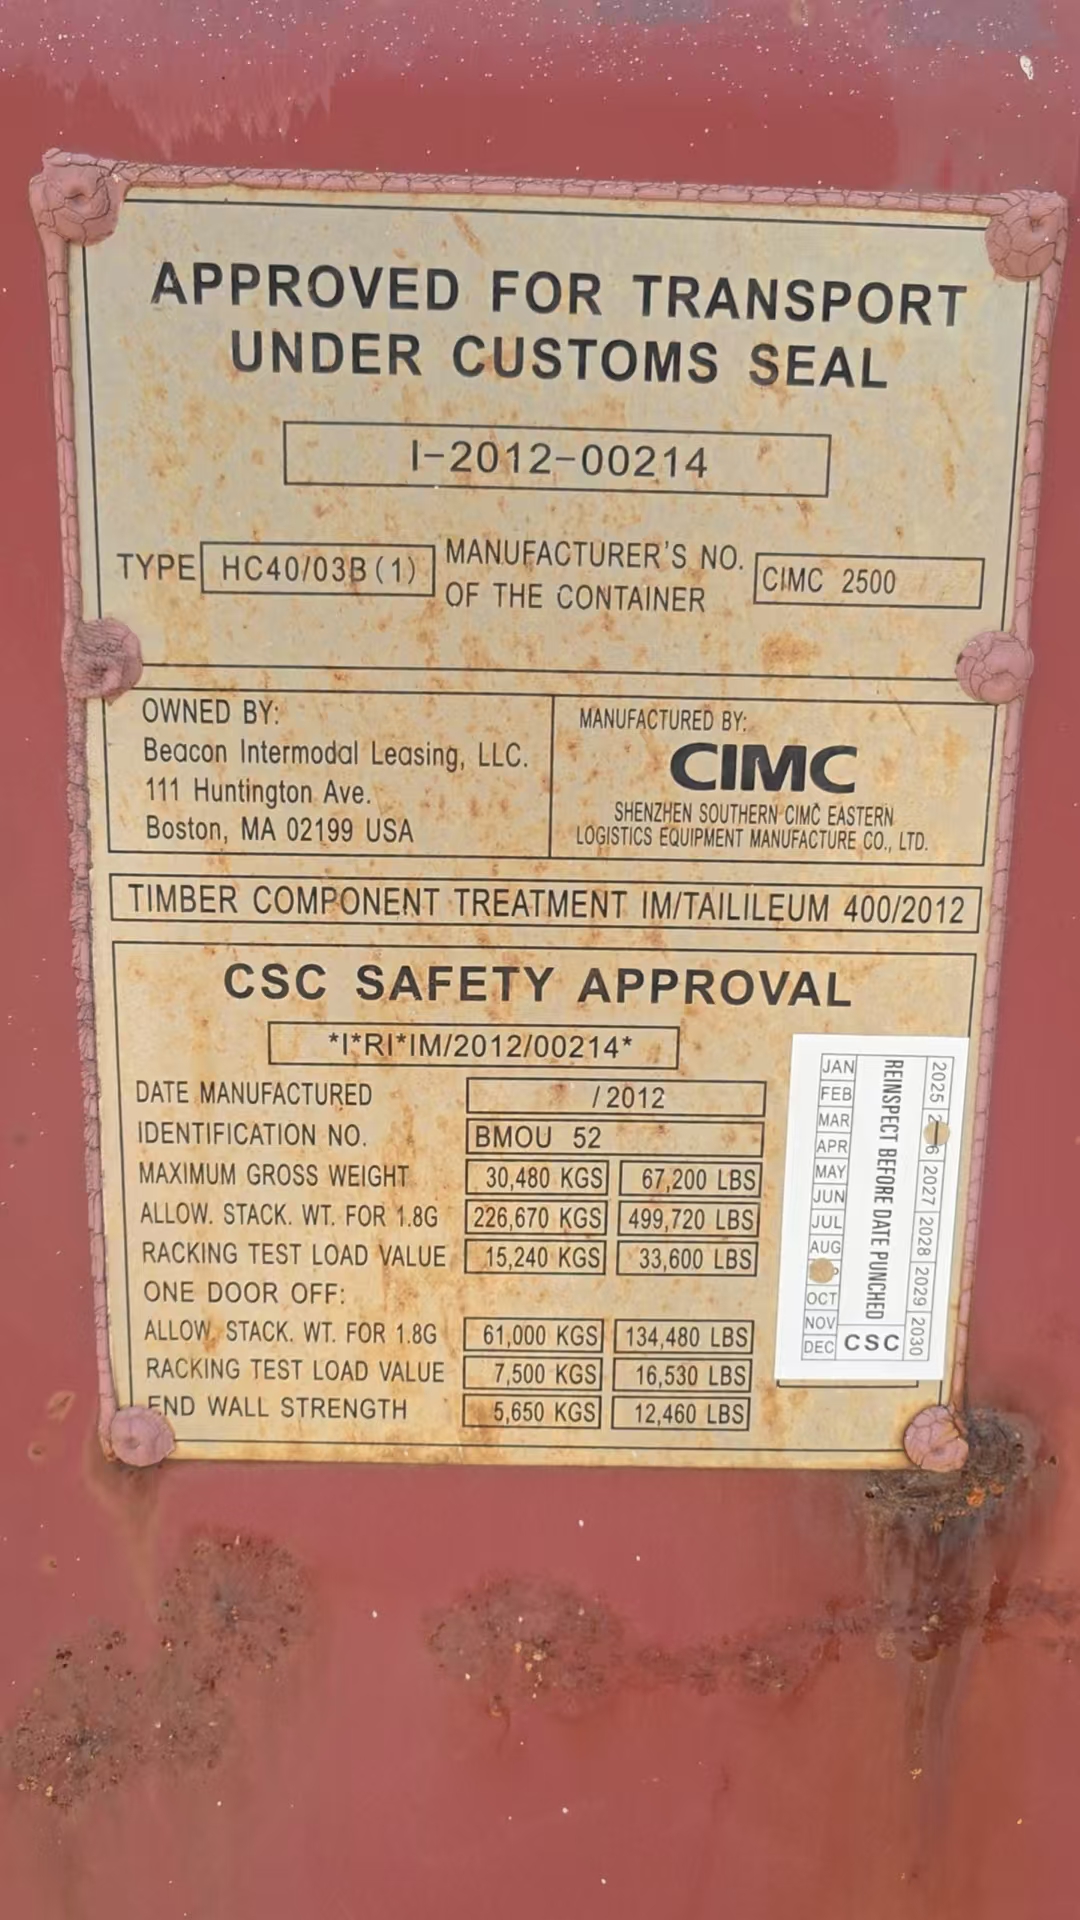 APPROVED FOR TRANSPORT
UNDER CUSTOMS SEAL
I-2012-00214
TYPE HC40/03B(1)
MANUFACTURER'S NO.
OF THE CONTAINER
CIMC 2500
OWNED BY:
Beacon Intermodal Leasing, LLC.
111 Huntington Ave.
Boston, MA 02199 USA
MANUFACTURED BY:
CIMC
SHENZHEN SOUTHERN CIMC EASTERN
LOGISTICS EQUIPMENT MANUFACTURE CO., LTD.
TIMBER COMPONENT TREATMENT IM/TAILILEUM 400/2012
CSC SAFETY APPROVAL
*I*RI*IM/2012/00214*
DATE MANUFACTURED /2012
IDENTIFICATION NO. BMOU 52
MAXIMUM GROSS WEIGHT 30,480 KGS 67,200 LBS
ALLOW. STACK. WT. FOR 1.8G 226,670 KGS 499,720 LBS
RACKING TEST LOAD VALUE 15,240 KGS 33,600 LBS
ONE DOOR OFF:
ALLOW. STACK. WT. FOR 1.8G 61,000 KGS 134,480 LBS
RACKING TEST LOAD VALUE 7,500 KGS 16,530 LBS
END WALL STRENGTH 5,650 KGS 12,460 LBS
JAN
FEB
MAR
APR
MAY
JUN
JUL
AUG
OCT
NOV
DEC
REINSPECT BEFORE DATE PUNCHED
CSC
2025 2027 2028 2029 2030